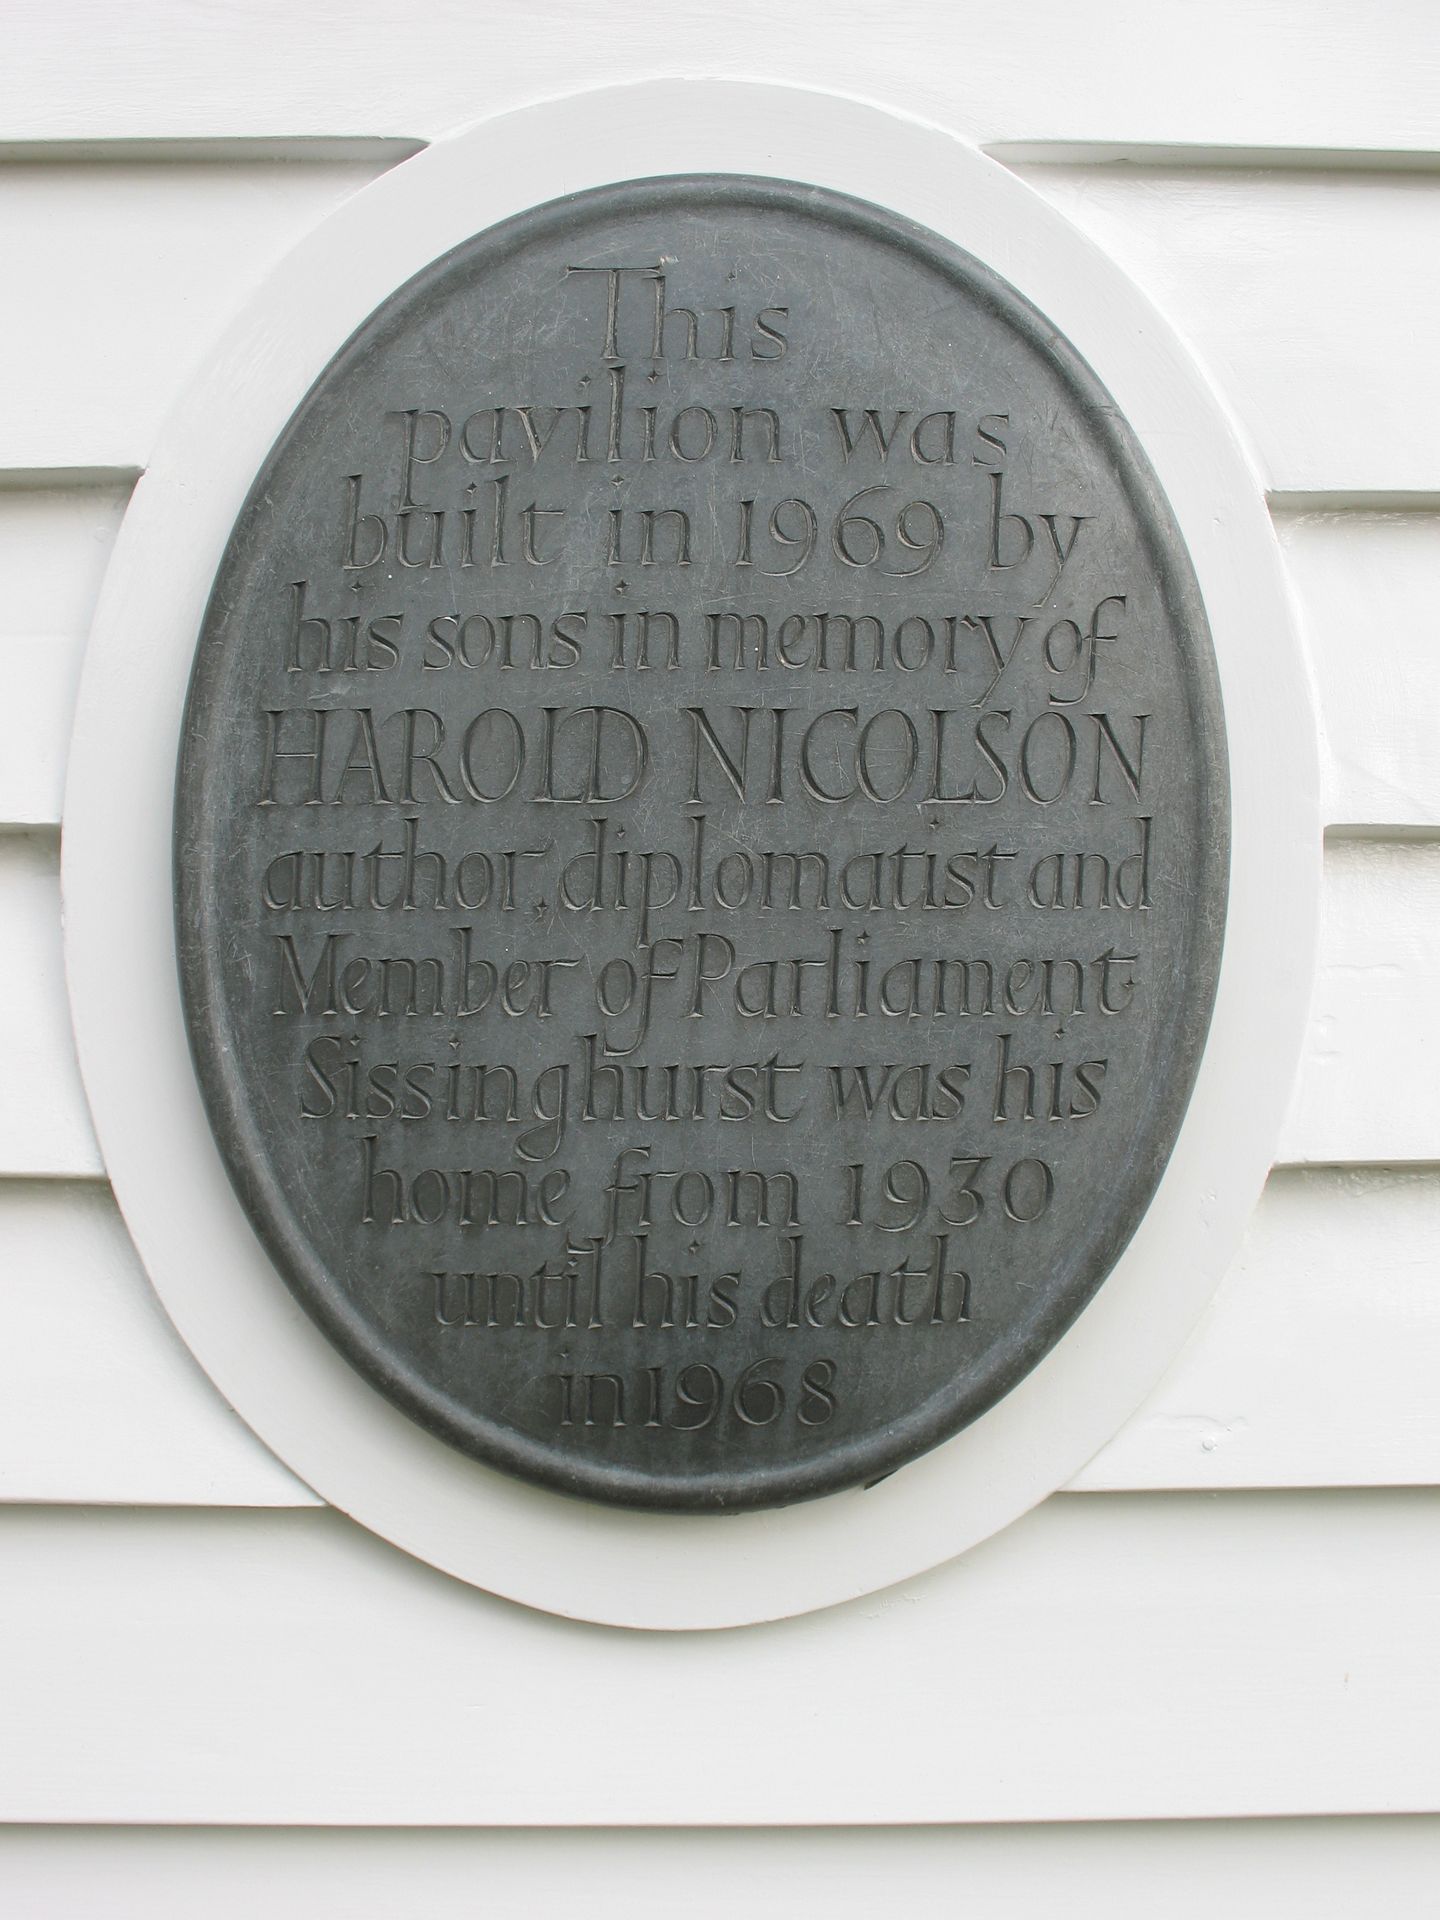 This
pavilion was
built in 1969 by
his sons in memory of
HAROLD NICOLSON
author, diplomatist and
Member of Parliament.
Sissinghurst was his
home from 1930
until his death
in 1968